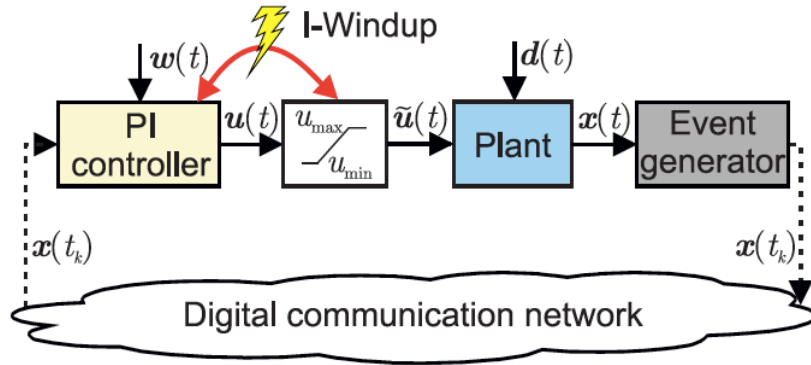 I-Windup
w(t)
d(t)
PI
controller
u(t)
u_max
u_min
ũ(t)
Plant
x(t)
Event
generator
x(t_k)
x(t_k)
Digital communication network